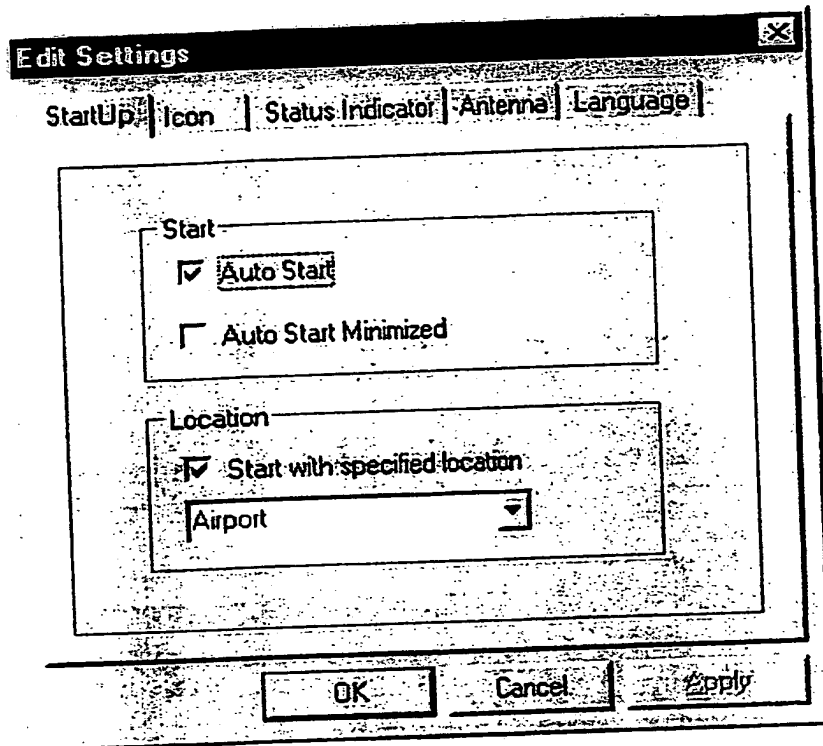 Edit Settings
StartUp Icon Status Indicator Antenna Language
Start
Auto Start
Auto Start Minimized
Location
Start with specified location
Airport
OK Cancel Apply